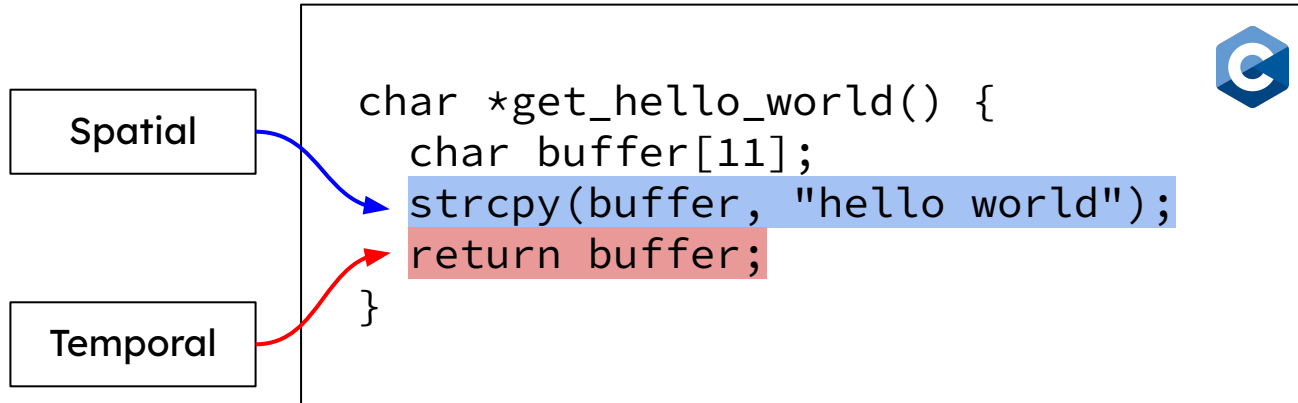 char *get_hello_world() {
Spatial
char buffer[11];
strcpy(buffer, "hello world");
return buffer;
}
Temporal
C